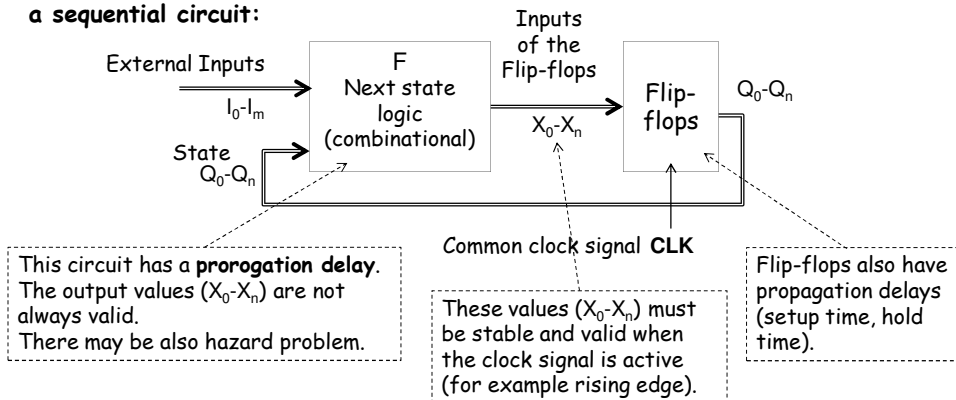 a sequential circuit:
External Inputs
I0-Im
State
Q0-Qn
F
Next state
logic
(combinational)
Inputs
of the
Flip-flops
X0-Xn
Flip-
flops
Q0-Qn
Common clock signal CLK
This circuit has a prorogation delay.
The output values (X0-Xn) are not
always valid.
There may be also hazard problem.
These values (X0-Xn) must
be stable and valid when
the clock signal is active
(for example rising edge).
Flip-flops also have
propagation delays
(setup time, hold
time).